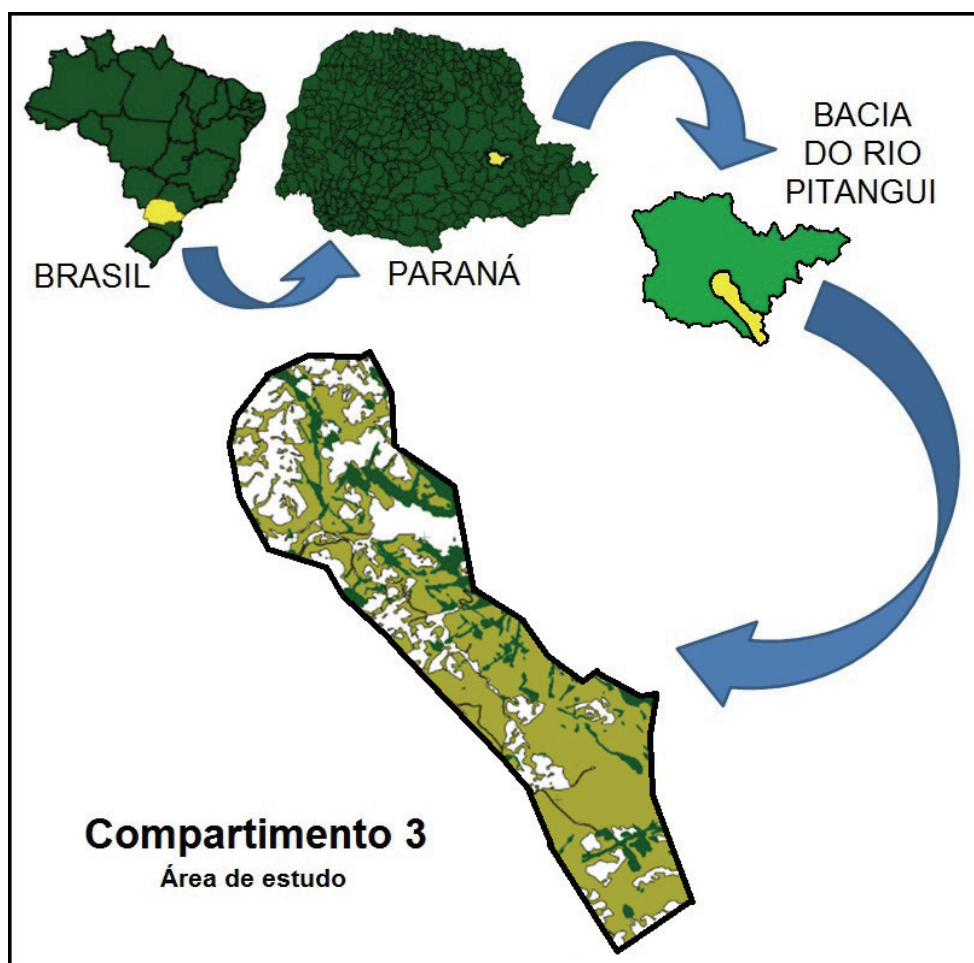 BRASIL
PARANÁ
BACIA
DO RIO
PITANGUI
Compartimento 3
Área de estudo